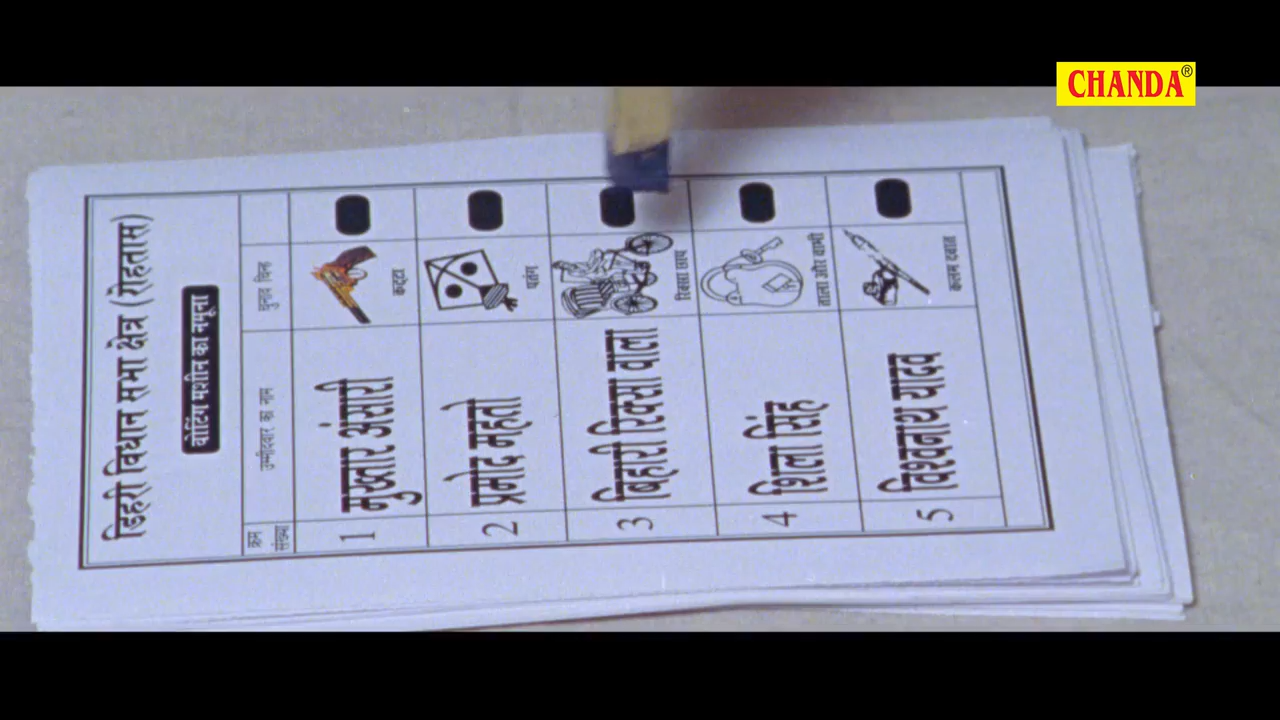 CHANDA®
डिहरी विधान सभा क्षेत्र (रोहतास)
वोटिंग मशीन का नमूना
क्रम संख्या उम्मीदवार का नाम चुनाव चिन्ह
1 मुख्तार अंसारी कट्टा
2 प्रमोद महतो पतंग
3 बिहारी रिक्सा वाला रिक्सा छाप
4 शिला सिंह ताला और चाभी
5 विश्वनाथ यादव कलम दवात